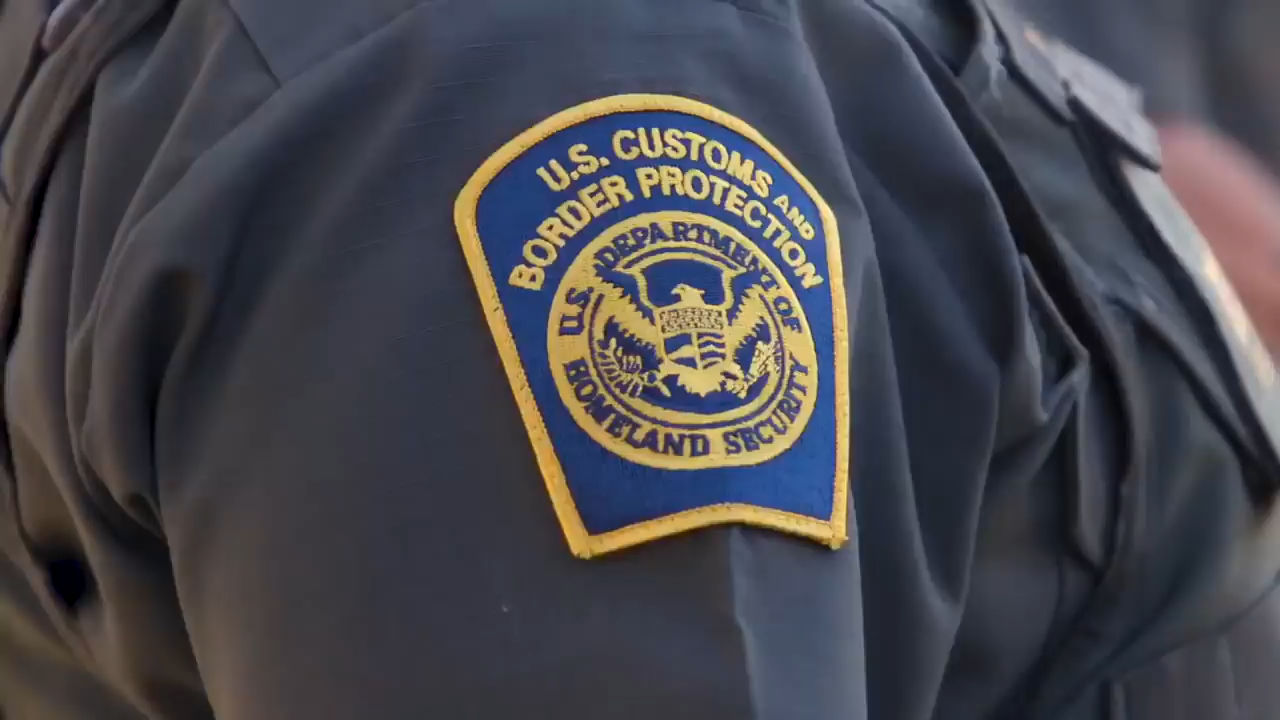 U.S. CUSTOMS AND
BORDER PROTECTION
U.S. DEPARTMENT OF
HOMELAND SECURITY